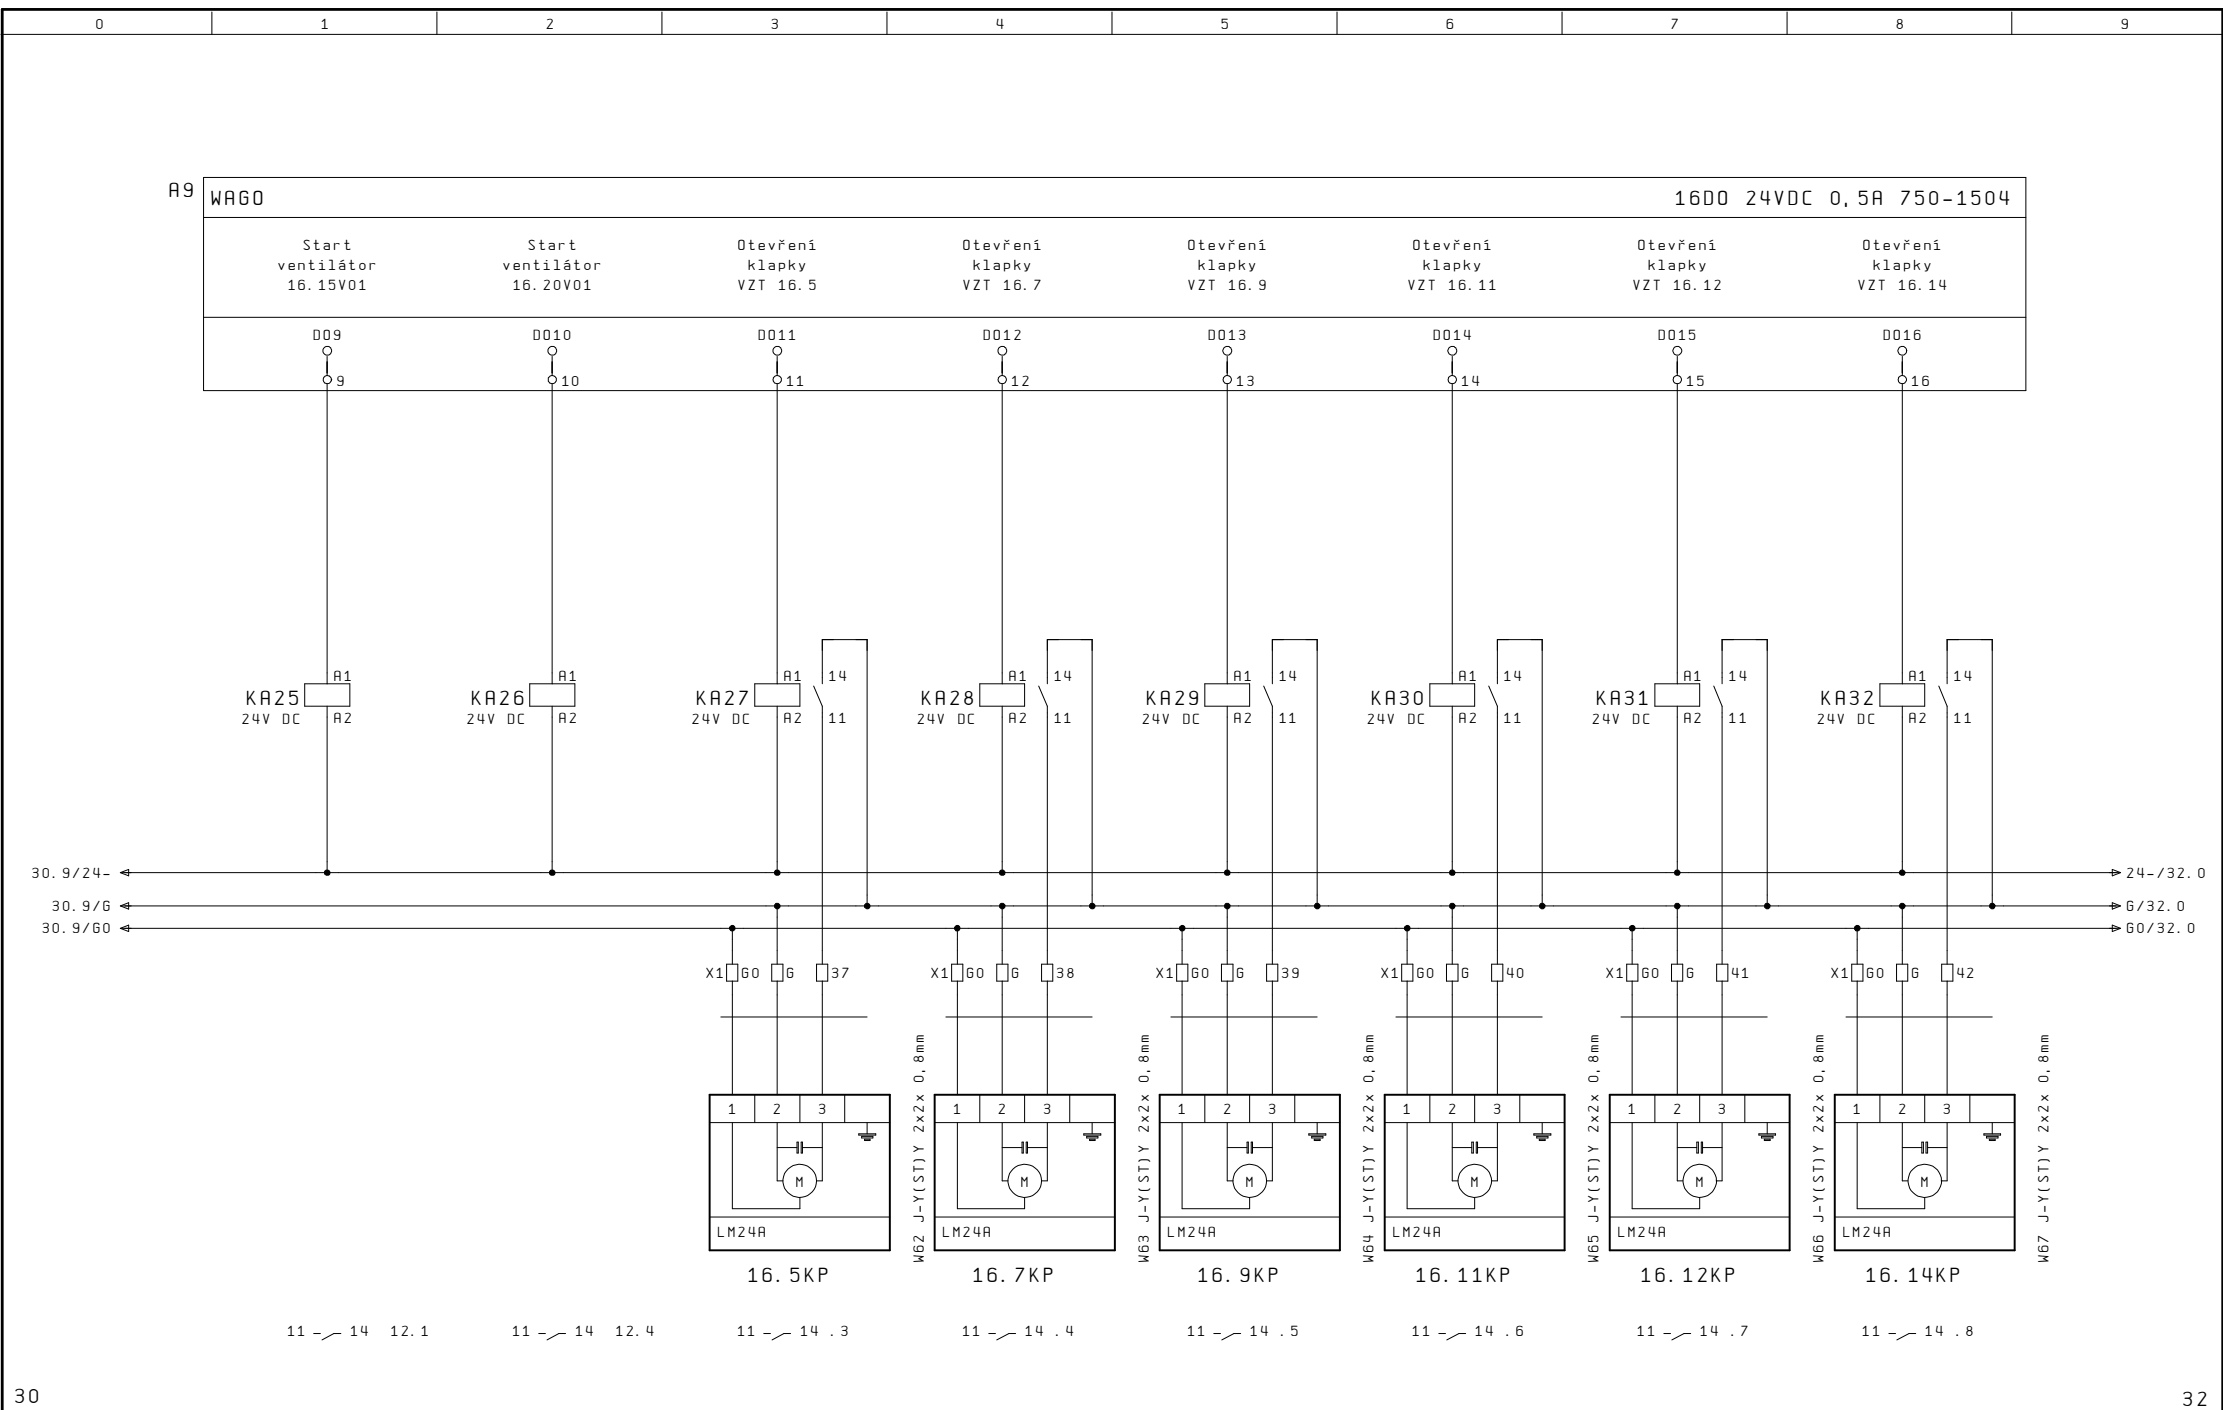 0 1 2 3 4 5 6 7 8 9
A9 WAGO 16DO 24VDC 0,5A 750-1504
Start Start Otevření Otevření Otevření Otevření Otevření Otevření
ventilátor ventilátor klapky klapky klapky klapky klapky klapky
16.15V01 16.20V01 VZT 16.5 VZT 16.7 VZT 16.9 VZT 16.11 VZT 16.12 VZT 16.14
DO9 DO10 DO11 DO12 DO13 DO14 DO15 DO16
9 10 11 12 13 14 15 16
A1 A1 A1 14 A1 14 A1 14 A1 14 A1 14 A1 14
KA25 KA26 KA27 KA28 KA29 KA30 KA31 KA32
24V DC A2 24V DC A2 24V DC A2 11 24V DC A2 11 24V DC A2 11 24V DC A2 11 24V DC A2 11 24V DC A2 11
30.9/24- 24-/32.0
30.9/G G/32.0
30.9/G0 G0/32.0
X1 G0 G 37 X1 G0 G 38 X1 G0 G 39 X1 G0 G 40 X1 G0 G 41 X1 G0 G 42
W62 J-Y(ST)Y 2x2x 0,8mm
W63 J-Y(ST)Y 2x2x 0,8mm
W64 J-Y(ST)Y 2x2x 0,8mm
W65 J-Y(ST)Y 2x2x 0,8mm
W66 J-Y(ST)Y 2x2x 0,8mm
W67 J-Y(ST)Y 2x2x 0,8mm
1 2 3 1 2 3 1 2 3 1 2 3 1 2 3 1 2 3
M M M M M M
LM24A LM24A LM24A LM24A LM24A LM24A
16.5KP 16.7KP 16.9KP 16.11KP 16.12KP 16.14KP
11 14 12.1 11 14 12.4 11 14 .3 11 14 .4 11 14 .5 11 14 .6 11 14 .7 11 14 .8
30 32